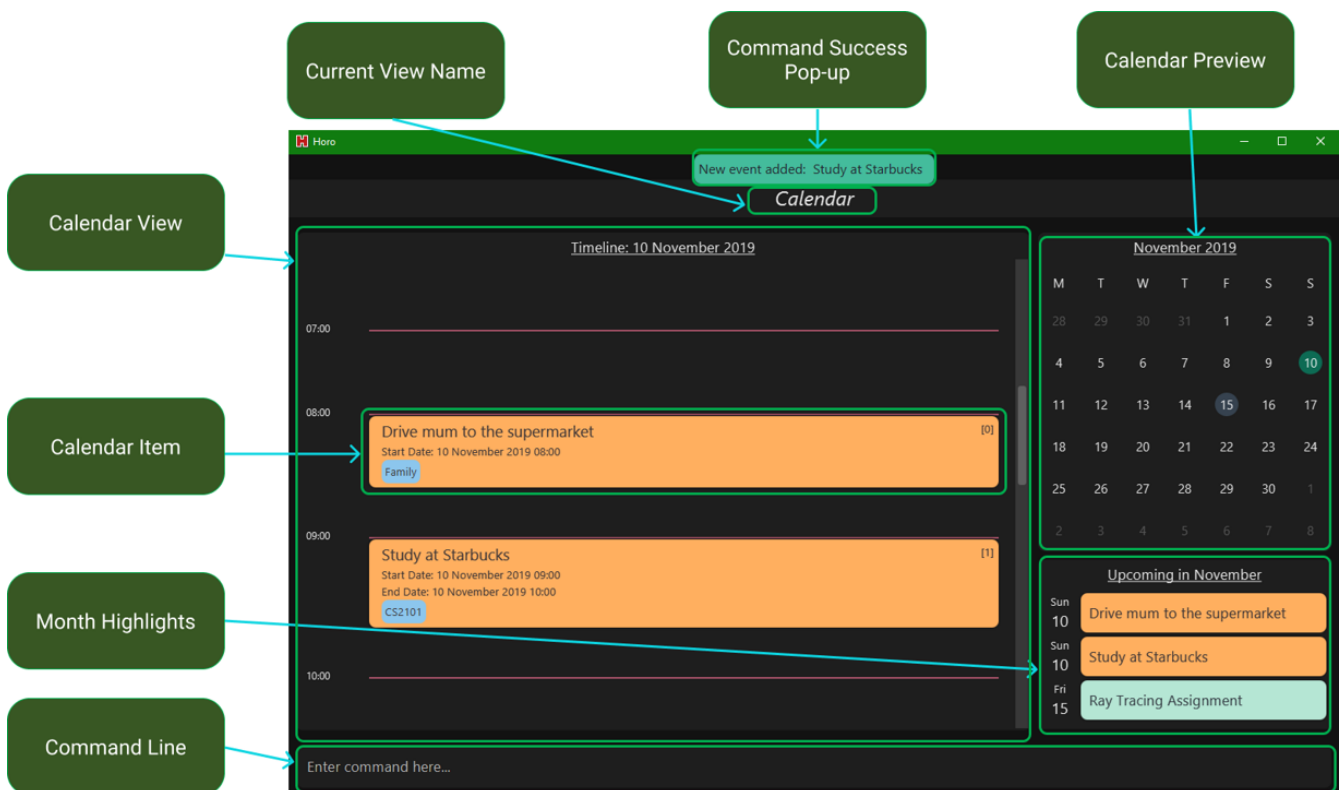 Current View Name
Command Success
Pop-up
Calendar Preview
Calendar View
Calendar Item
Month Highlights
Command Line
H Horo
New event added: Study at Starbucks
Calendar
Timeline: 10 November 2019
07:00
08:00
Drive mum to the supermarket
[0]
Start Date: 10 November 2019 08:00
Family
09:00
Study at Starbucks
[1]
Start Date: 10 November 2019 09:00
End Date: 10 November 2019 10:00
CS2101
10:00
November 2019
M T W T F S S
28 29 30 31 1 2 3
4 5 6 7 8 9 10
11 12 13 14 15 16 17
18 19 20 21 22 23 24
25 26 27 28 29 30 1
2 3 4 5 6 7 8
Upcoming in November
Sun
10
Drive mum to the supermarket
Sun
10
Study at Starbucks
Fri
15
Ray Tracing Assignment
Enter command here...